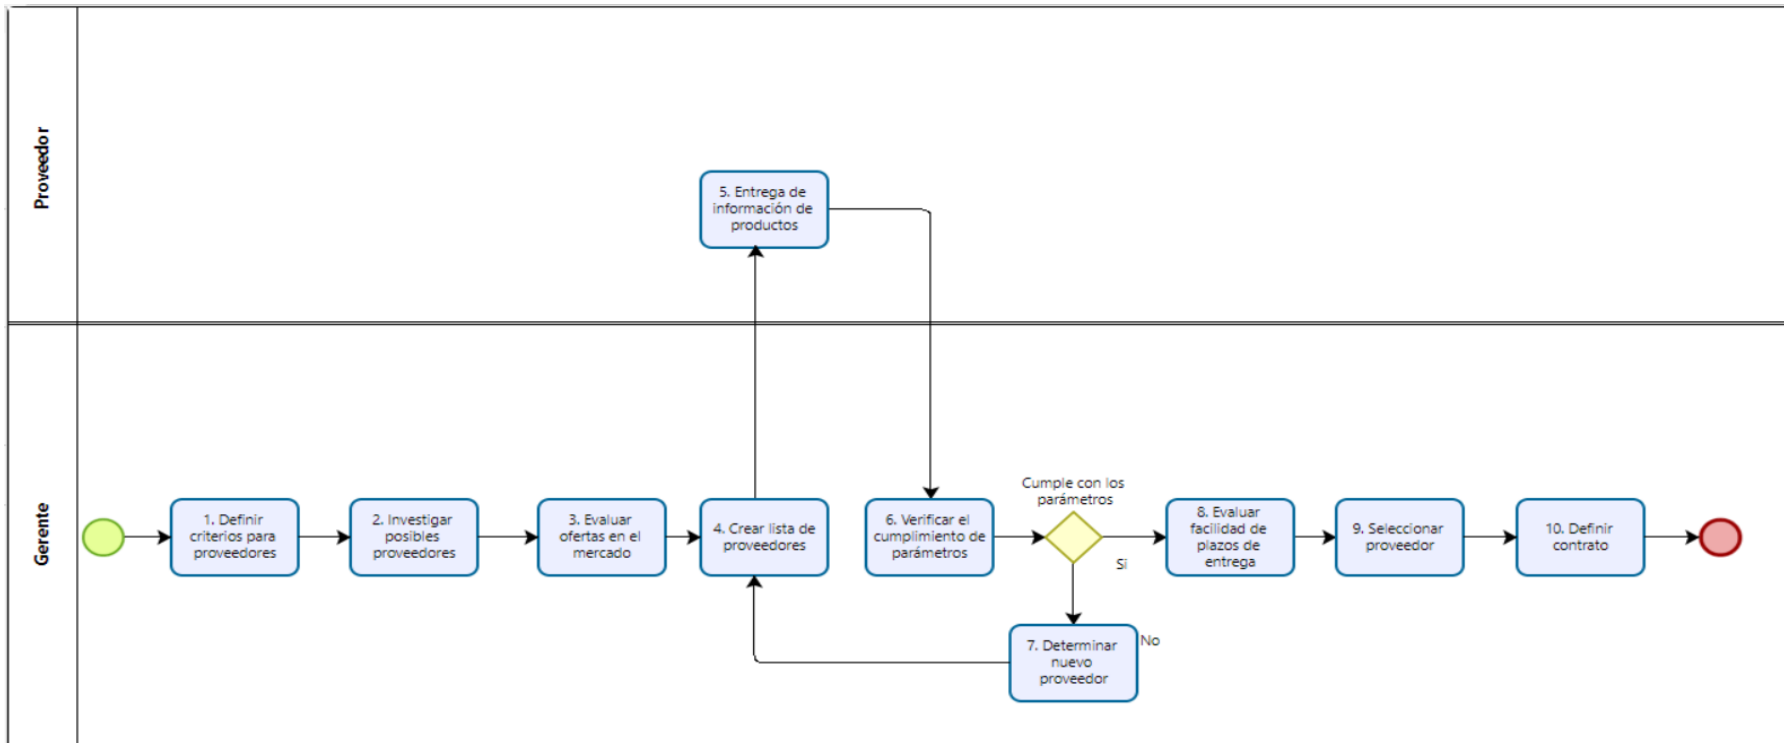 Proveedor
5. Entrega de
información de
productos
Gerente
1. Definir
criterios para
proveedores
2. Investigar
posibles
proveedores
3. Evaluar
ofertas en el
mercado
4. Crear lista de
proveedores
6. Verificar el
cumplimiento de
parámetros
Cumple con los
parámetros
Si
No
7. Determinar
nuevo
proveedor
8. Evaluar
facilidad de
plazos de
entrega
9. Seleccionar
proveedor
10. Definir
contrato